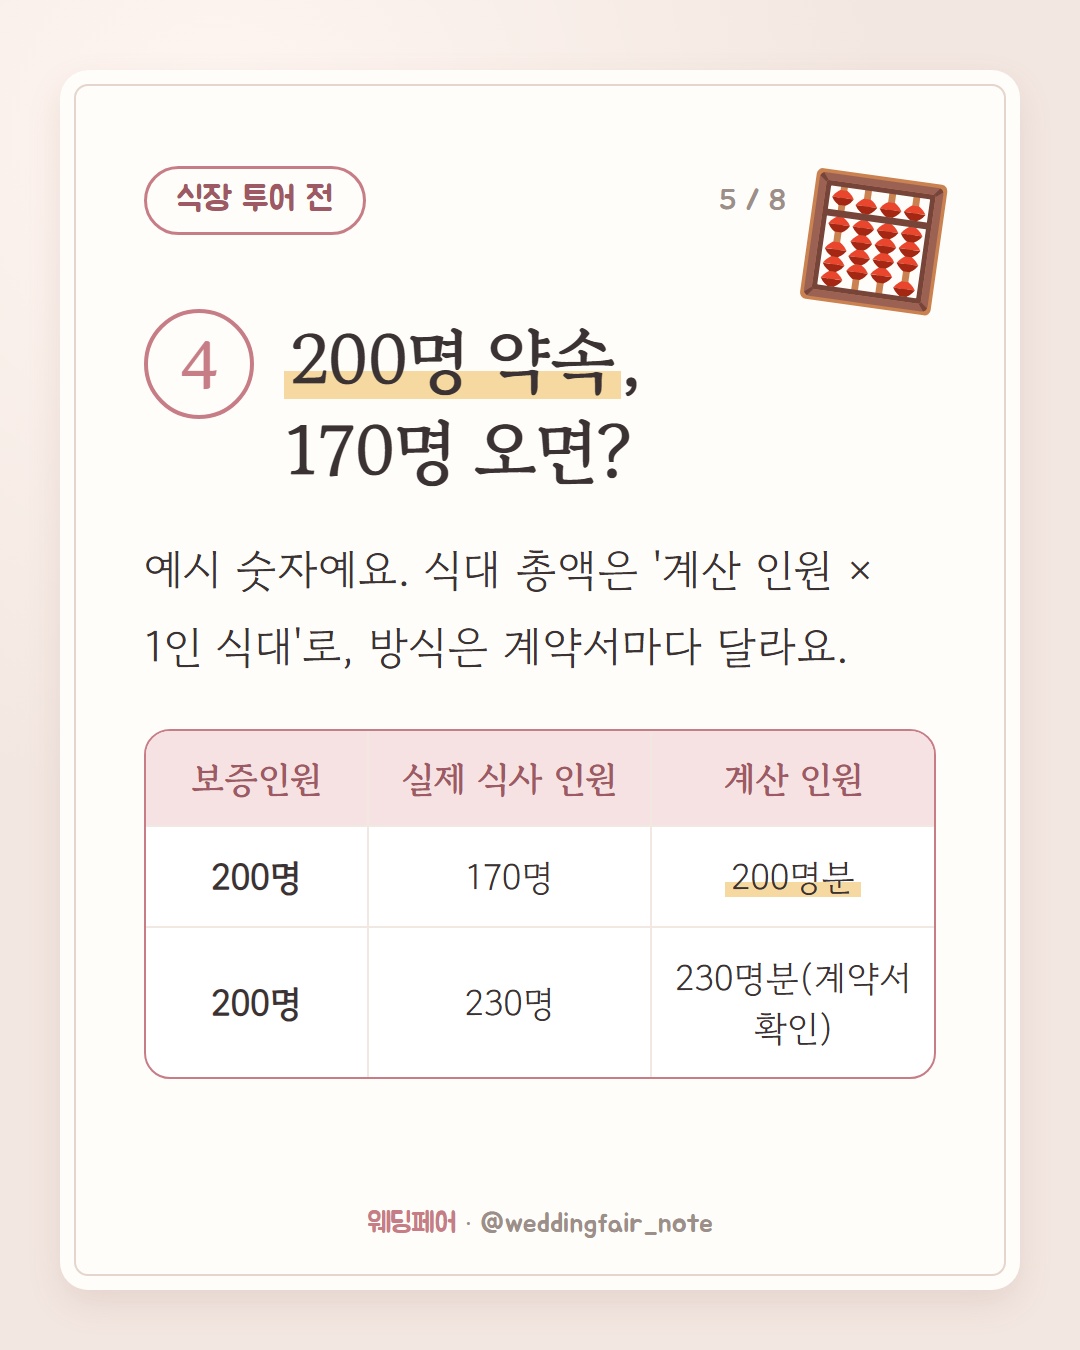 식장 투어 전
5 / 8
4
200명 약속,
170명 오면?
예시 숫자예요. 식대 총액은 '계산 인원 ×
1인 식대'로, 방식은 계약서마다 달라요.
보증인원 실제 식사 인원 계산 인원
200명 170명 200명분
200명 230명 230명분(계약서
확인)
웨딩페어 · @weddingfair_note